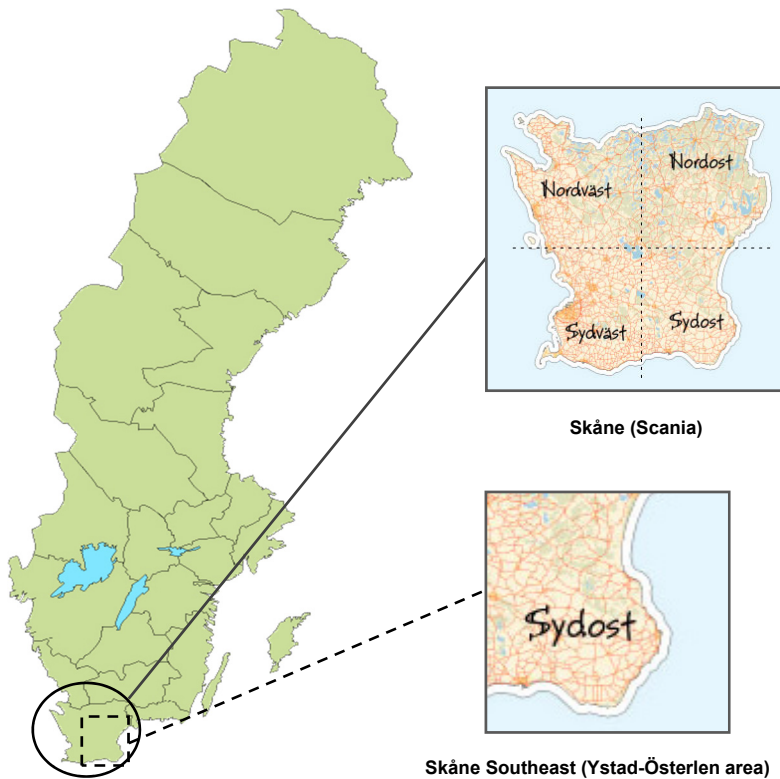 Nordväst
Nordost
Sydväst
Sydost
Skåne (Scania)
Sydost
Skåne Southeast (Ystad-Österlen area)